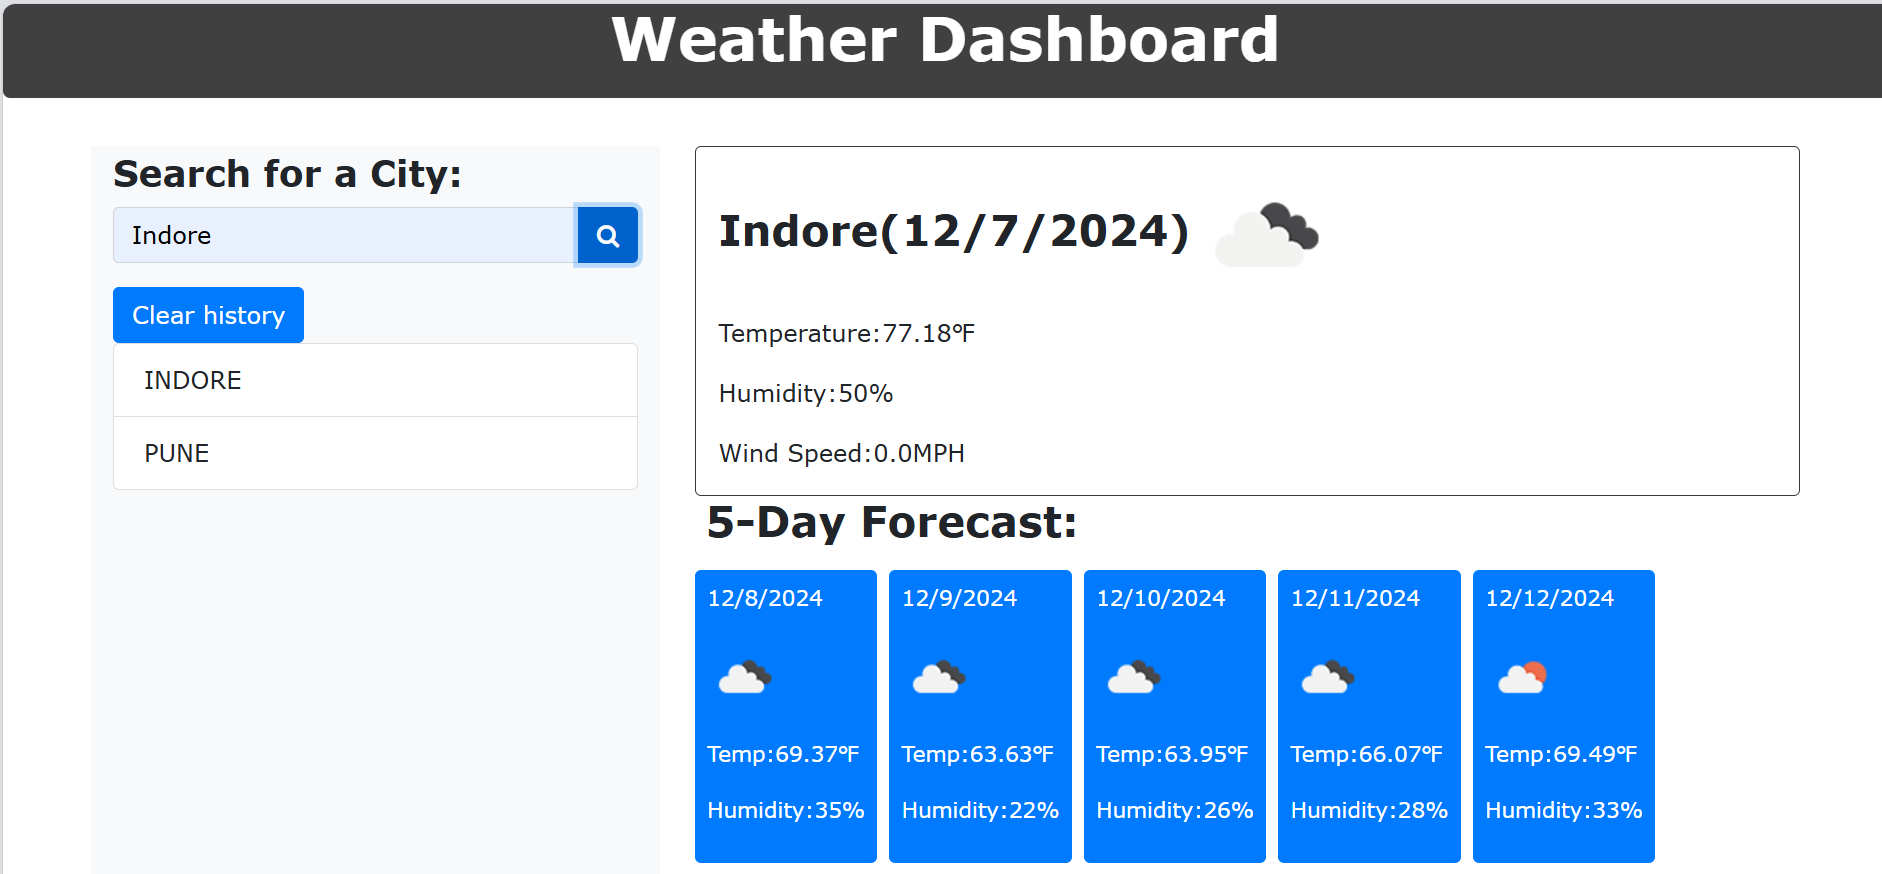 Weather Dashboard
Search for a City:
Indore
Clear history
INDORE
PUNE
Indore(12/7/2024)
Temperature:77.18℉
Humidity:50%
Wind Speed:0.0MPH
5-Day Forecast:
12/8/2024
Temp:69.37℉
Humidity:35%
12/9/2024
Temp:63.63℉
Humidity:22%
12/10/2024
Temp:63.95℉
Humidity:26%
12/11/2024
Temp:66.07℉
Humidity:28%
12/12/2024
Temp:69.49℉
Humidity:33%